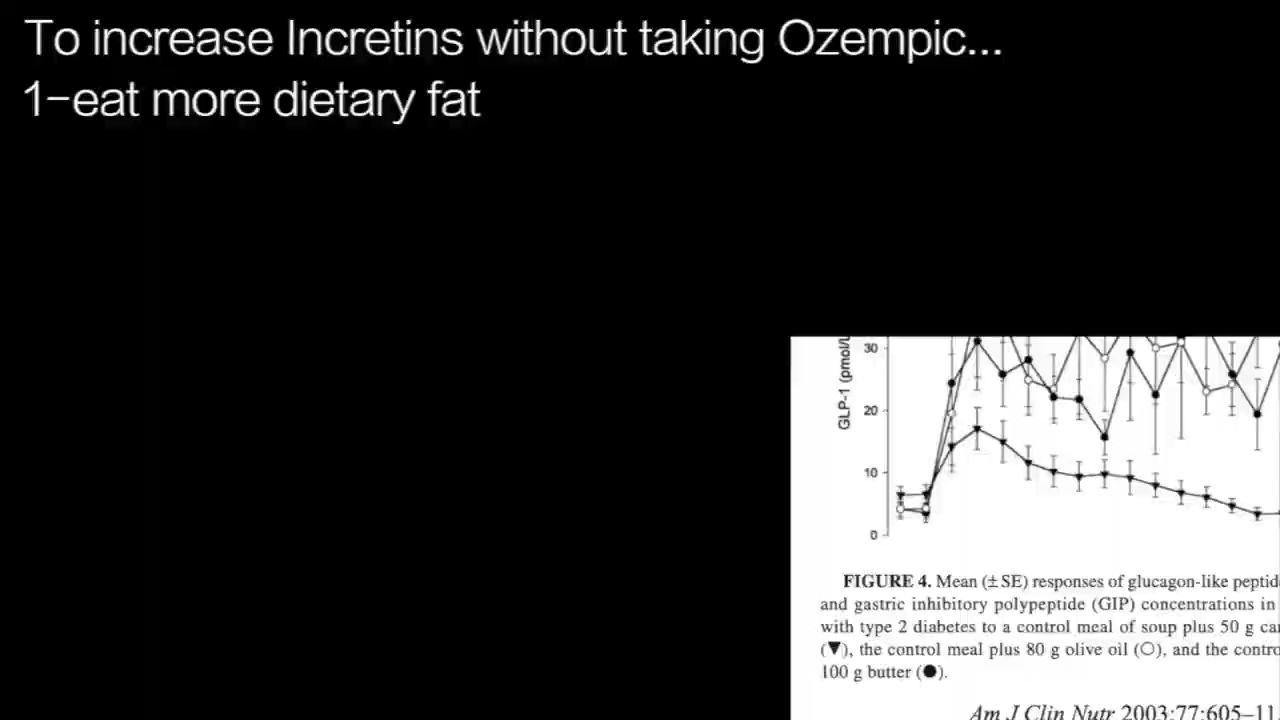 To increase Incretins without taking Ozempic...
1-eat more dietary fat
GLP-1 (pmol/L
30
20
10
0
FIGURE 4. Mean (±SE) responses of glucagon-like
and gastric inhibitory polypeptide (GIP) concentrations in
with type 2 diabetes to a control meal of soup plus 50 g
(▼), the control meal plus 80 g olive oil (○), and the
100 g butter (●).
Am J Clin Nutr 2003;77:605–11